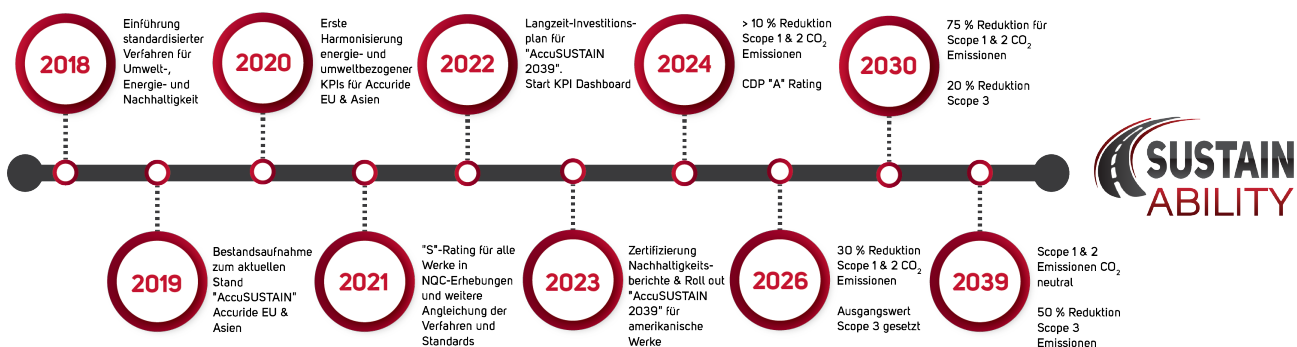 2018
Einführung
standardisierter
Verfahren für
Umwelt-,
Energie- und
Nachhaltigkeit
2020
Erste
Harmonisierung
energie- und
umweltbezogener
KPIs für Accuride
EU & Asien
2022
Langzeit-Investitions-
plan für
"AccuSUSTAIN
2039".
Start KPI Dashboard
2024
> 10 % Reduktion
Scope 1 & 2 CO₂
Emissionen
CDP "A" Rating
2030
75 % Reduktion für
Scope 1 & 2 CO₂
Emissionen
20 % Reduktion
Scope 3
SUSTAIN
ABILITY
2019
Bestandsaufnahme
zum aktuellen
Stand
"AccuSUSTAIN"
Accuride EU &
Asien
2021
"S"-Rating für alle
Werke in
NQC-Erhebungen
und weitere
Angleichung der
Verfahren und
Standards
2023
Zertifizierung
Nachhaltigkeits-
berichte & Roll out
"AccuSUSTAIN
2039" für
amerikanische
Werke
2026
30 % Reduktion
Scope 1 & 2 CO₂
Emissionen
Ausgangswert
Scope 3 gesetzt
2039
Scope 1 & 2
Emissionen CO₂
neutral
50 % Reduktion
Scope 3
Emissionen